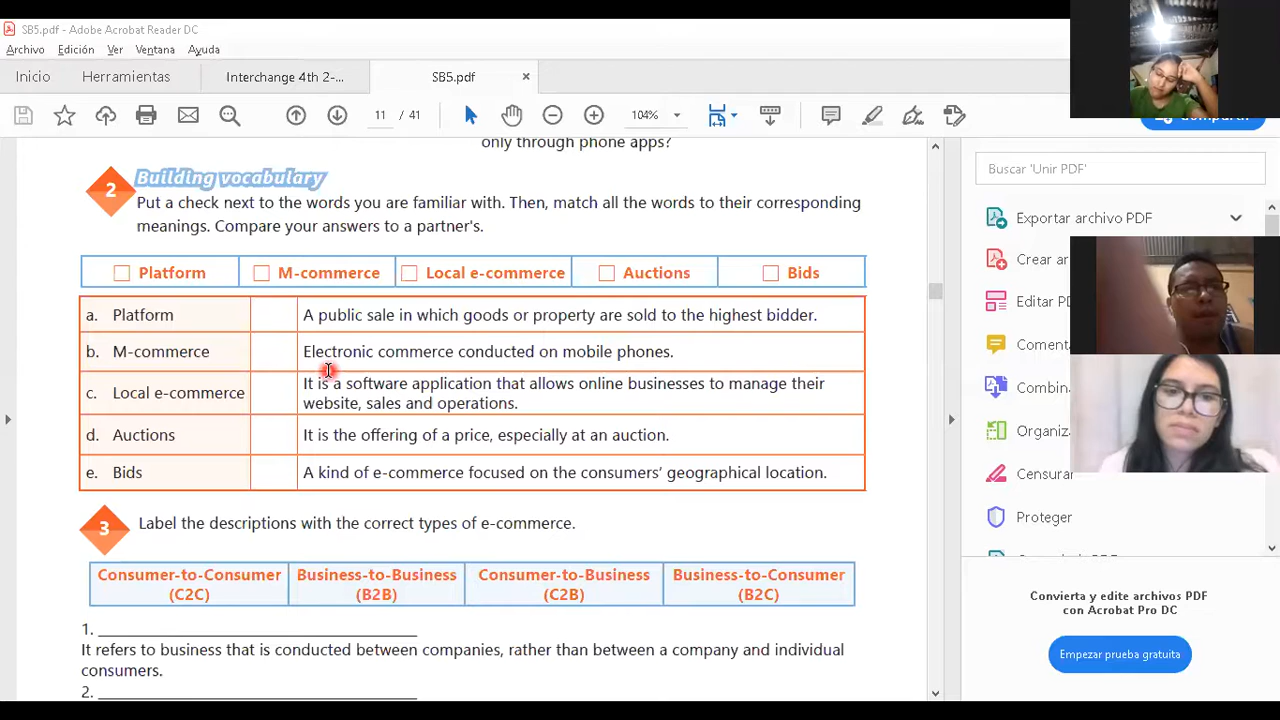 SB5.pdf - Adobe Acrobat Reader DC
Archivo Edición Ver Ventana Ayuda
Inicio Herramientas Interchange 4th 2-... SB5.pdf ×
11 / 41 104%
only through phone apps?
2 Building vocabulary
Put a check next to the words you are familiar with. Then, match all the words to their corresponding
meanings. Compare your answers to a partner's.
Platform M-commerce Local e-commerce Auctions Bids
a. Platform A public sale in which goods or property are sold to the highest bidder.
b. M-commerce Electronic commerce conducted on mobile phones.
c. Local e-commerce It is a software application that allows online businesses to manage their
website, sales and operations.
d. Auctions It is the offering of a price, especially at an auction.
e. Bids A kind of e-commerce focused on the consumers' geographical location.
3 Label the descriptions with the correct types of e-commerce.
Consumer-to-Consumer Business-to-Business Consumer-to-Business Business-to-Consumer
(C2C) (B2B) (C2B) (B2C)
1. ______________________________
It refers to business that is conducted between companies, rather than between a company and individual
consumers.
2. ______________________________
Buscar 'Unir PDF'
Exportar archivo PDF
Crear ar
Editar PD
Coment
Combin
Organiz
Censurar
Proteger
Convierta y edite archivos PDF
con Acrobat Pro DC
Empezar prueba gratuita